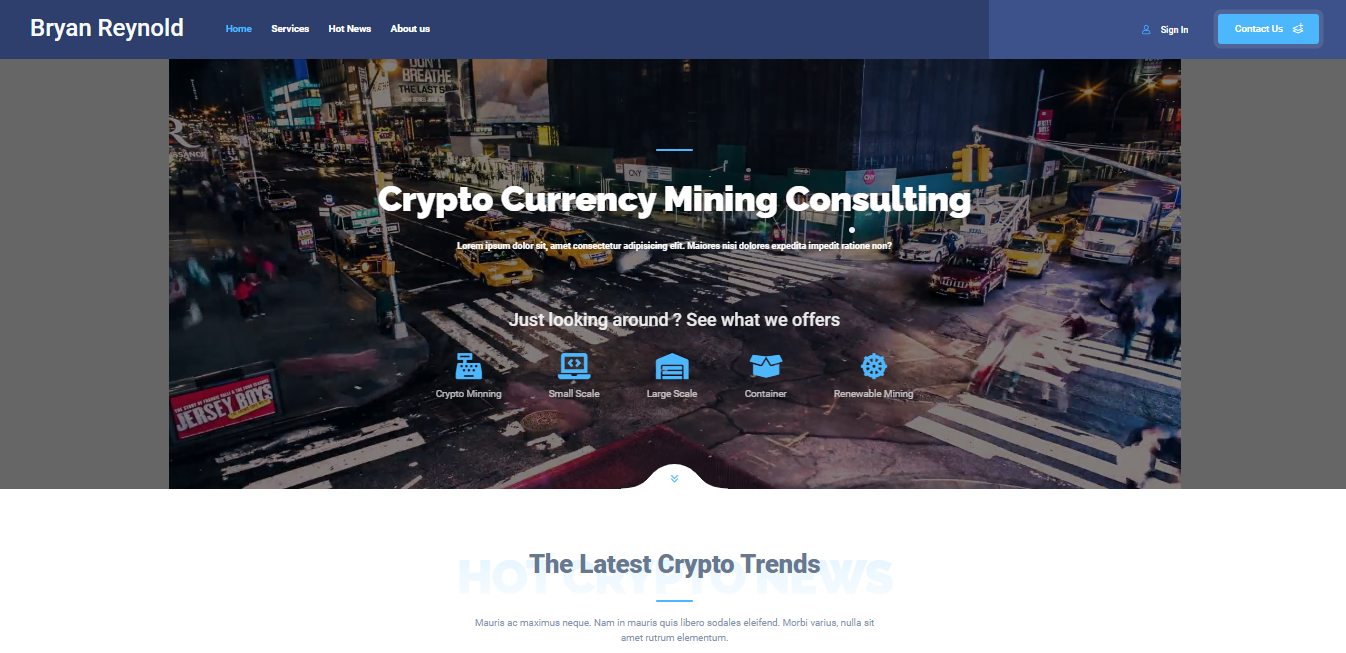 Bryan Reynold
Home Services Hot News About us
Sign In
Contact Us
DON'T
BREATHE
THE LAST S
CNY
CNY
Crypto Currency Mining Consulting
Lorem ipsum dolor sit, amet consectetur adipisicing elit. Maiores nisi dolores expedita impedit ratione non?
Just looking around ? See what we offers
Crypto Minning Small Scale Large Scale Container Renewable Mining
JERSEY BOYS
The Latest Crypto Trends
HOT CRYPTO NEWS
Mauris ac maximus neque. Nam in mauris quis libero sodales eleifend. Morbi varius, nulla sit
amet rutrum elementum.